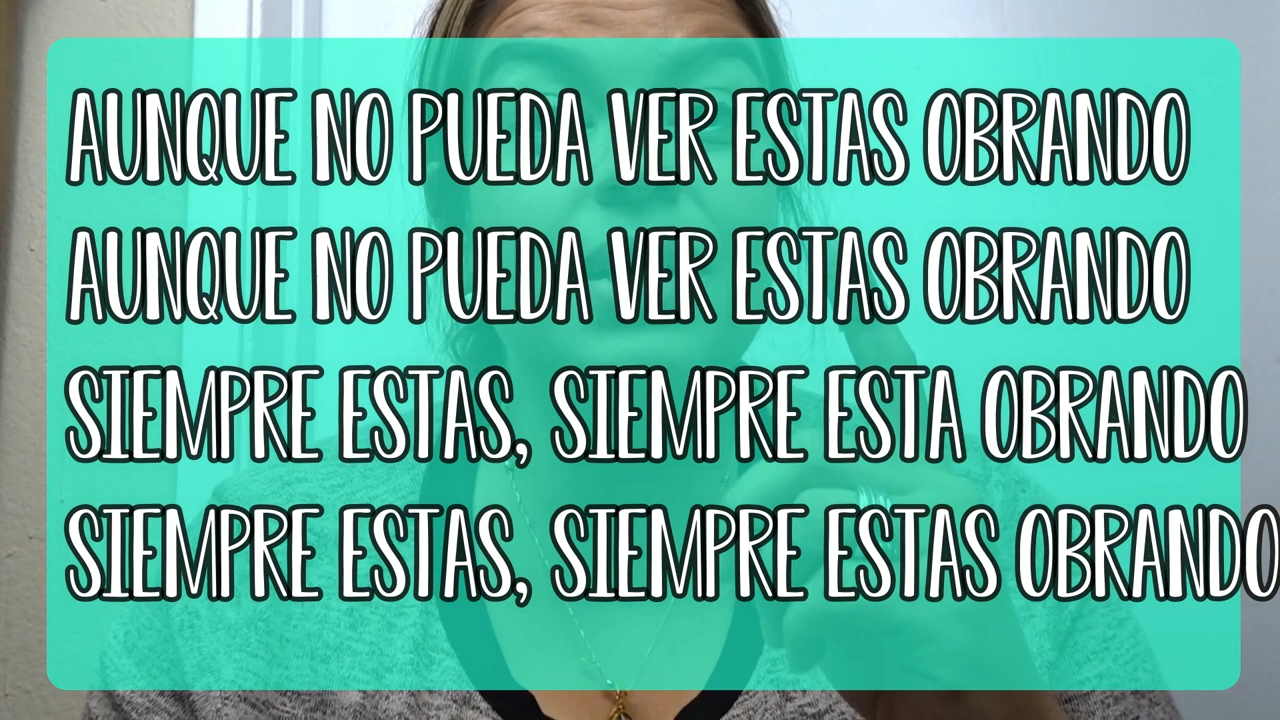 AUNQUE NO PUEDA VER ESTAS OBRANDO
AUNQUE NO PUEDA VER ESTAS OBRANDO
SIEMPRE ESTAS, SIEMPRE ESTA OBRANDO
SIEMPRE ESTAS, SIEMPRE ESTAS OBRANDO